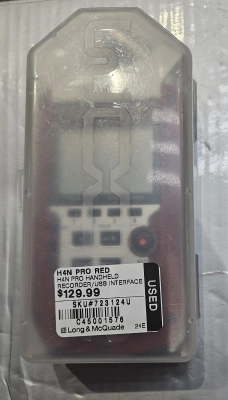 H4N PRO RED
H4N PRO HANDHELD
RECORDER/USB INTERFACE
$129.99
SKU#723124U
C45001576
Long & McQuade
24E
USED